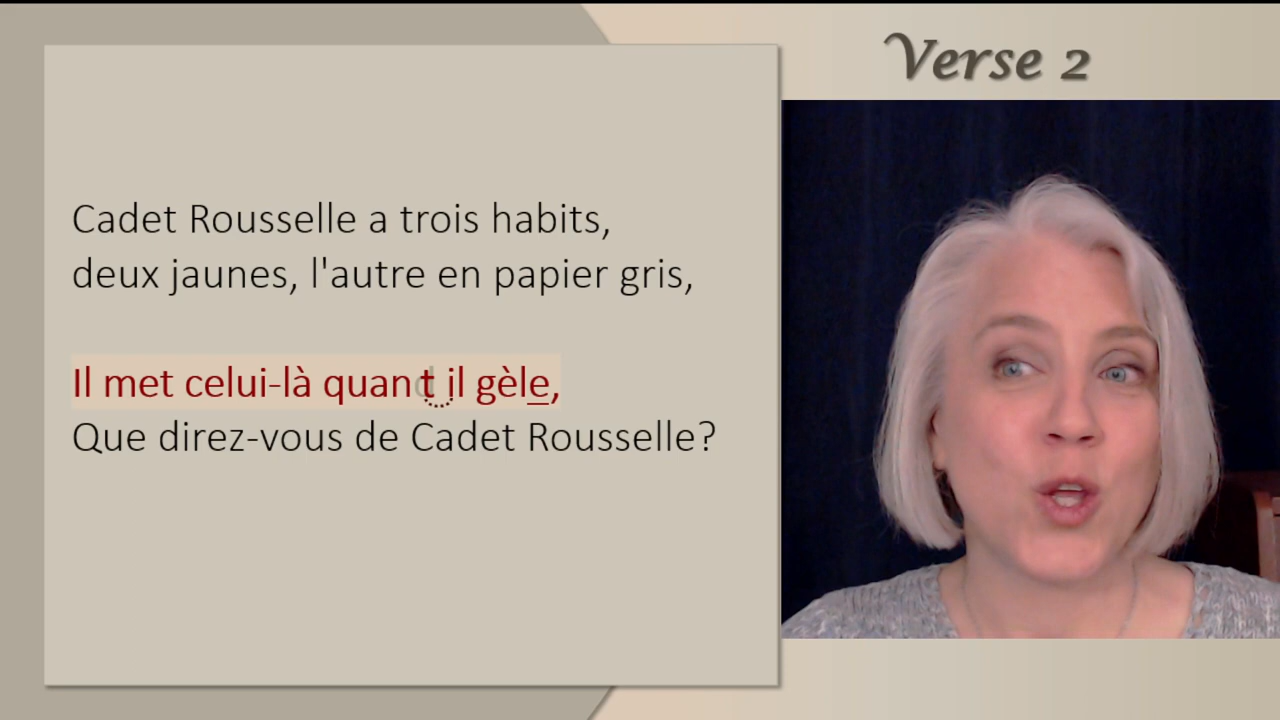 Verse 2
Cadet Rousselle a trois habits,
deux jaunes, l'autre en papier gris,
Il met celui-là quant il gèle,
Que direz-vous de Cadet Rousselle?